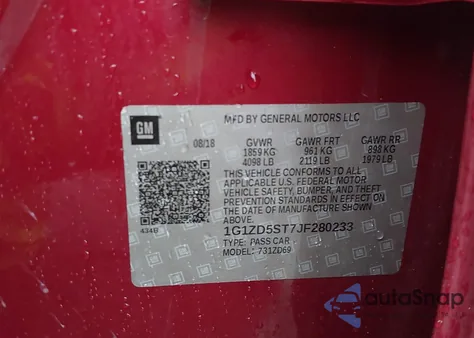 GM
MFD BY GENERAL MOTORS LLC
08/18 GVWR GAWR FRT GAWR RR
1859 KG 961 KG 898 KG
4098 LB 2119 LB 1979 LB
THIS VEHICLE CONFORMS TO ALL
APPLICABLE U.S. FEDERAL MOTOR
VEHICLE SAFETY, BUMPER, AND THEFT
PREVENTION STANDARDS IN EFFECT ON
THE DATE OF MANUFACTURE SHOWN
ABOVE.
434B
1G1ZD5ST7JF280233
TYPE: PASS CAR
MODEL: 731ZD69
autoSnap